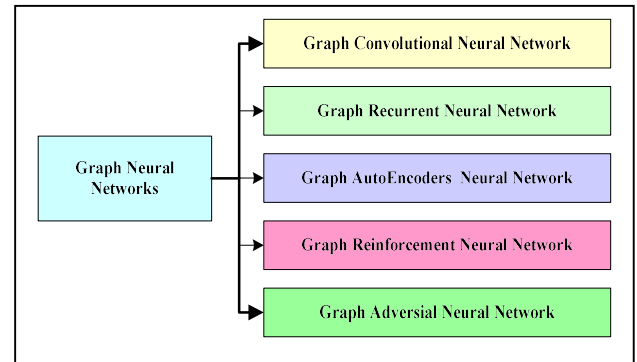 Graph Convolutional Neural Network
Graph Recurrent Neural Network
Graph Neural
Networks
Graph AutoEncoders Neural Network
Graph Reinforcement Neural Network
Graph Adversial Neural Network